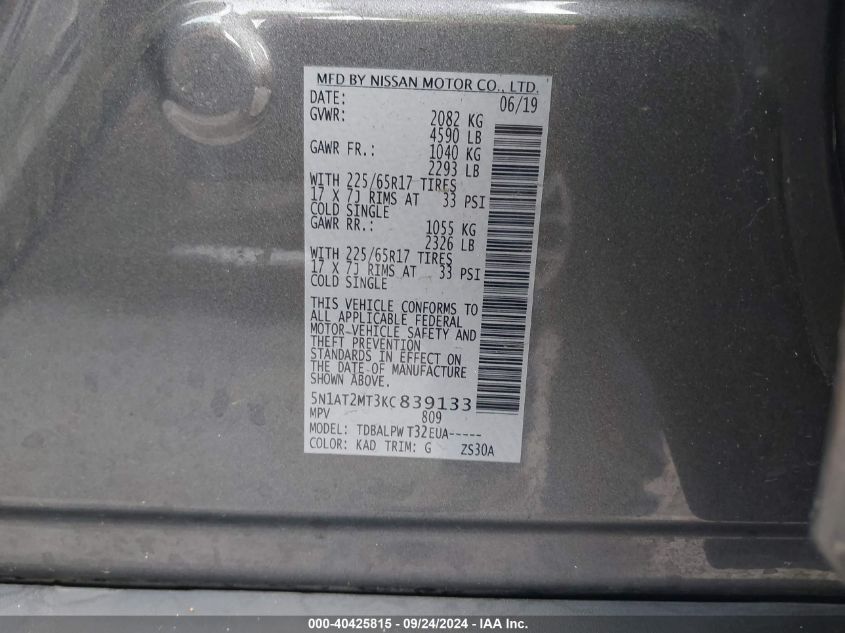 MFD BY NISSAN MOTOR CO., LTD.
DATE: 06/19
GVWR: 2082 KG
4590 LB
GAWR FR.: 1040 KG
2293 LB
WITH 225/65R17 TIRES
17 X 7J RIMS AT 33 PSI
COLD SINGLE
GAWR RR.: 1055 KG
2326 LB
WITH 225/65R17 TIRES
17 X 7J RIMS AT 33 PSI
COLD SINGLE
THIS VEHICLE CONFORMS TO
ALL APPLICABLE FEDERAL
MOTOR-VEHICLE SAFETY AND
THEFT PREVENTION
STANDARDS IN EFFECT ON
THE DATE OF MANUFACTURE
SHOWN ABOVE.
5N1AT2MT3KC839133
MPV 809
MODEL: TDBALPW T32EUA-----
COLOR: KAD TRIM: G ZS30A
000-40425815 - 09/24/2024 - IAA Inc.